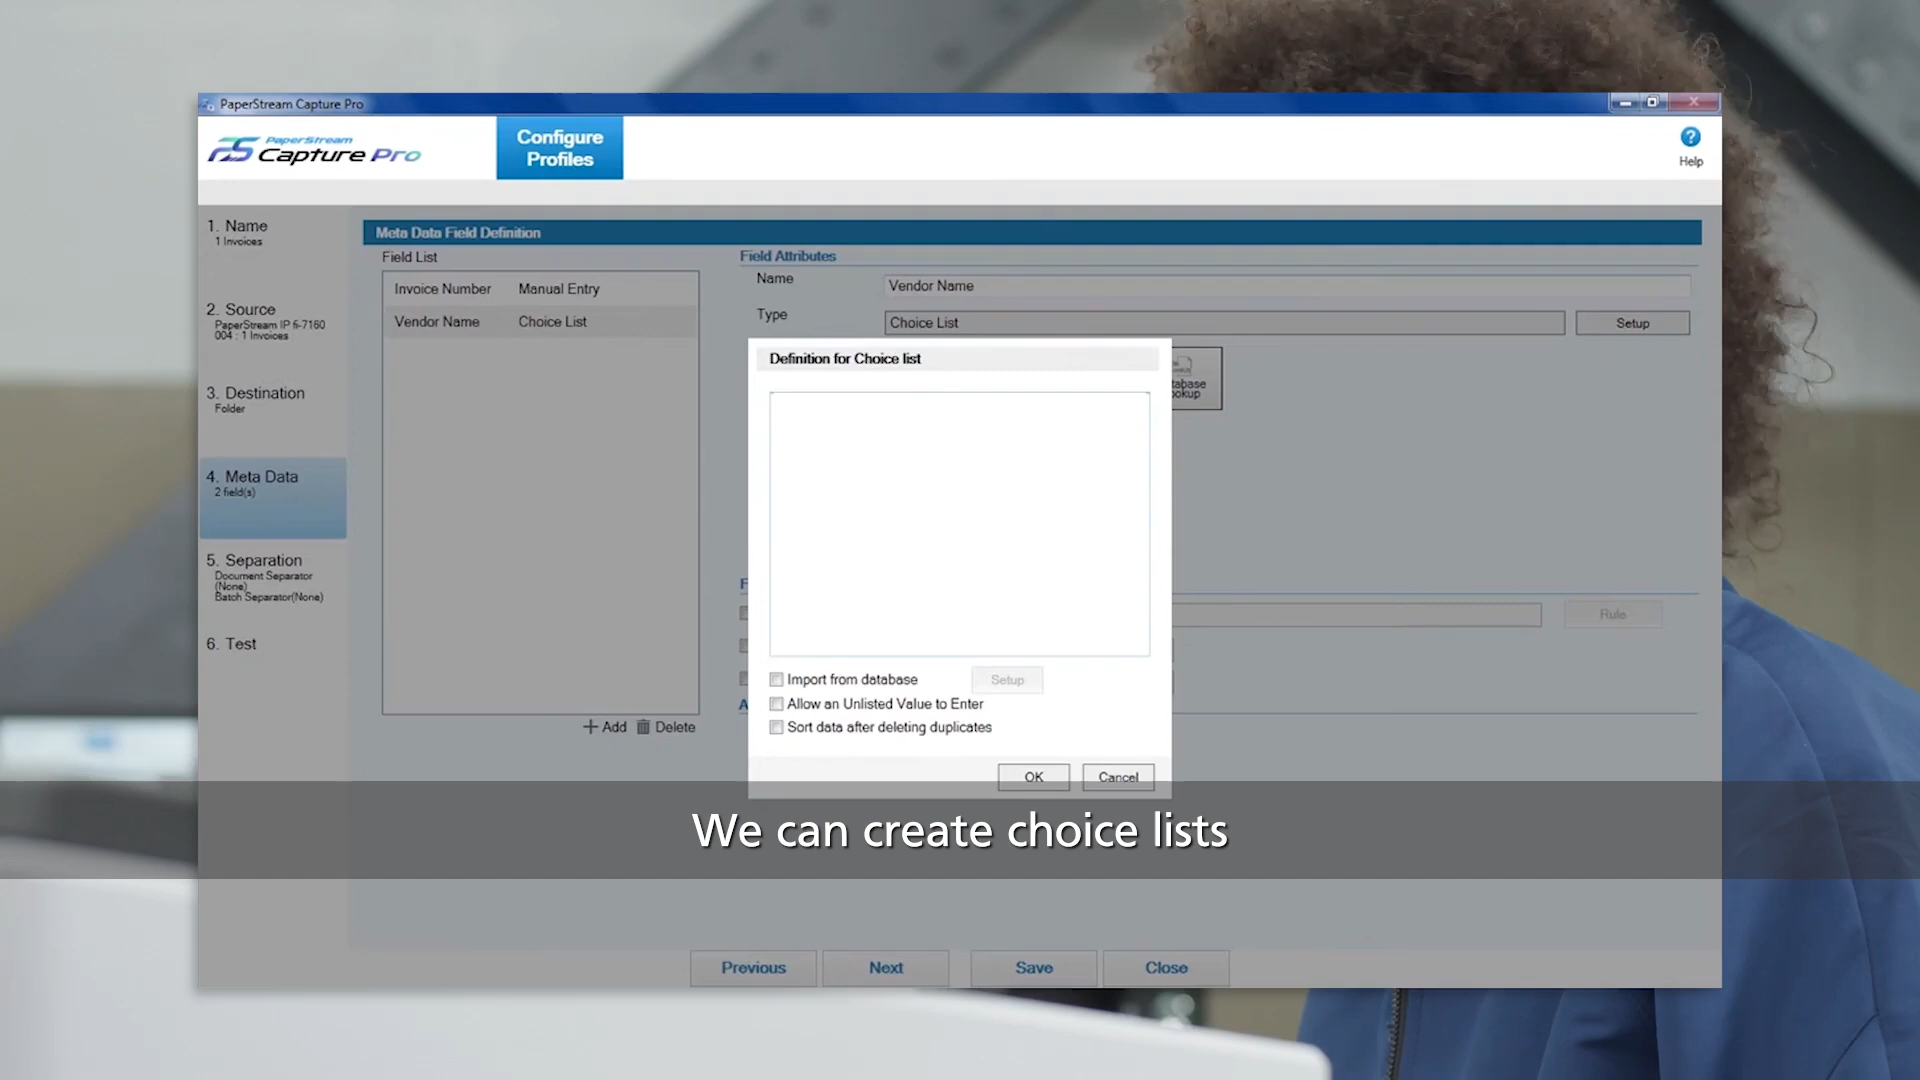 PaperStream Capture Pro
PaperStream
Capture Pro
Configure
Profiles
?
Help
1. Name
1 Invoices
2. Source
PaperStream IP fi-7160
004 : 1 Invoices
3. Destination
Folder
4. Meta Data
2 field(s)
5. Separation
Document Separator
(None)
Batch Separator(None)
6. Test
Meta Data Field Definition
Field List
Invoice Number Manual Entry
Vendor Name Choice List
Add Delete
Field Attributes
Name Vendor Name
Type Choice List Setup
Rule
Definition for Choice list
Import from database Setup
Allow an Unlisted Value to Enter
Sort data after deleting duplicates
OK Cancel
We can create choice lists
Previous Next Save Close